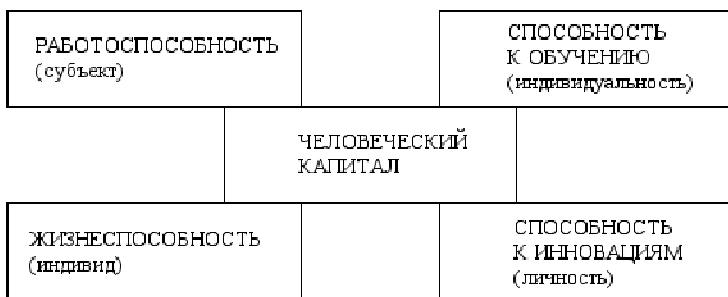 РАБОТОСПОСОБНОСТЬ
(субъект)
СПОСОБНОСТЬ
К ОБУЧЕНИЮ
(индивидуальность)
ЧЕЛОВЕЧЕСКИЙ
КАПИТАЛ
ЖИЗНЕСПОСОБНОСТЬ
(индивид)
СПОСОБНОСТЬ
К ИННОВАЦИЯМ
(личность)